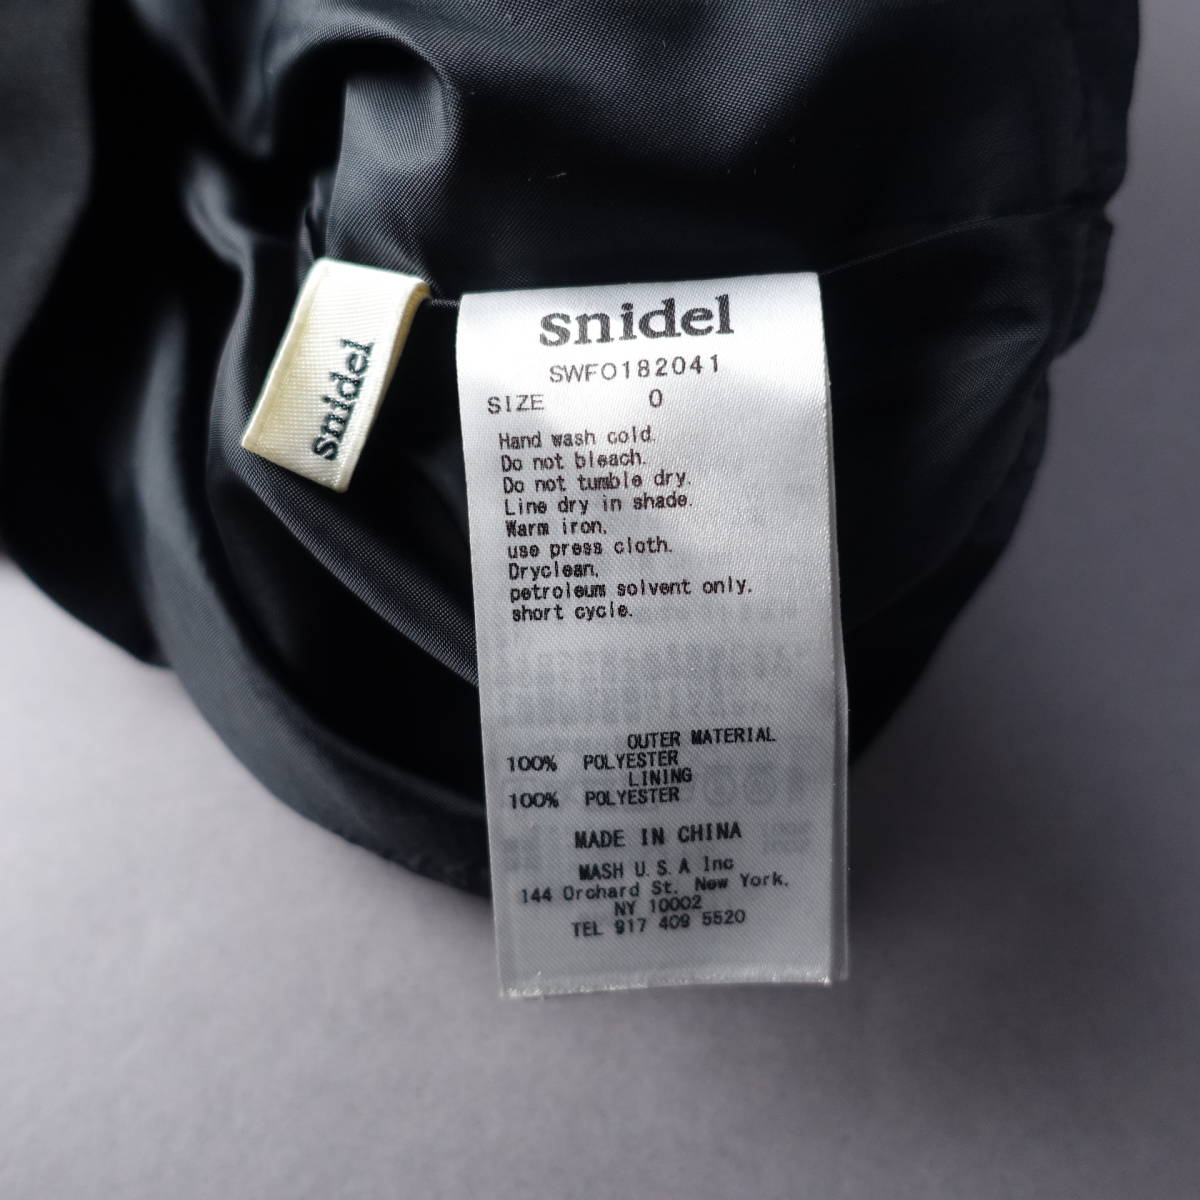 snidel
snidel
SWFO182041
SIZE 0
Hand wash cold.
Do not bleach.
Do not tumble dry.
Line dry in shade.
Warm iron,
use press cloth.
Dryclean,
petroleum solvent only.
short cycle.
OUTER MATERIAL
100% POLYESTER
LINING
100% POLYESTER
MADE IN CHINA
MASH U.S.A Inc
144 Orchard St. New York,
NY 10002
TEL 917 409 5520